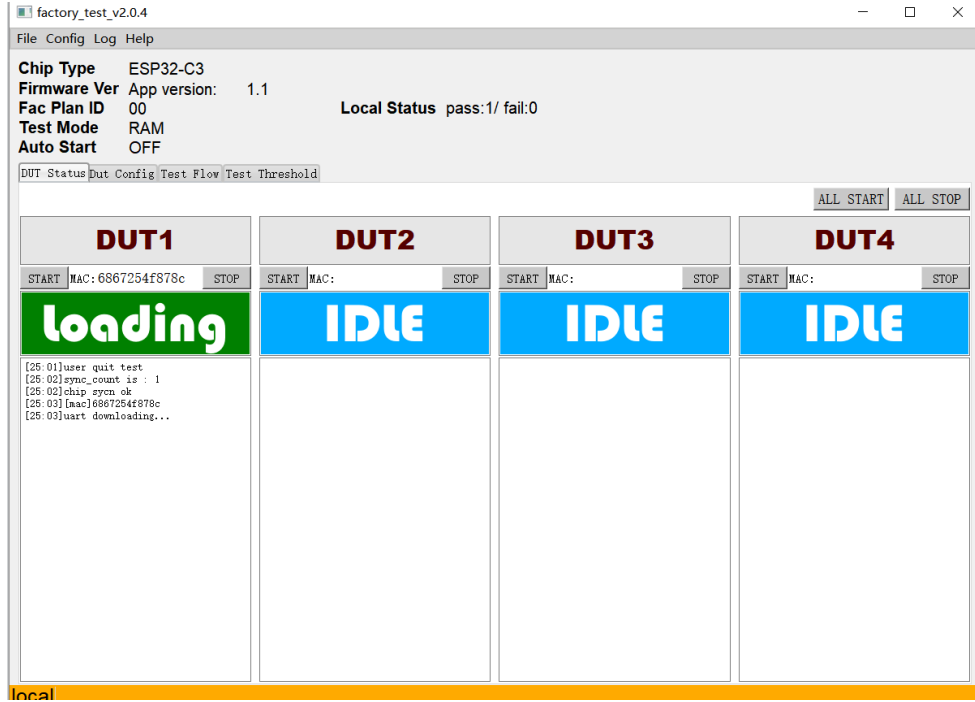 factory_test_v2.0.4
File Config Log Help
Chip Type ESP32-C3
Firmware Ver App version: 1.1
Fac Plan ID 00 Local Status pass:1/ fail:0
Test Mode RAM
Auto Start OFF
DUT Status Dut Config Test Flow Test Threshold
ALL START ALL STOP
DUT1 DUT2 DUT3 DUT4
START MAC:6867254f878c STOP START MAC: STOP START MAC: STOP START MAC: STOP
Loading IDLE IDLE IDLE
[25:01]user quit test
[25:02]sync_count is : 1
[25:02]chip sycn ok
[25:03][mac]6867254f878c
[25:03]uart downloading...
local